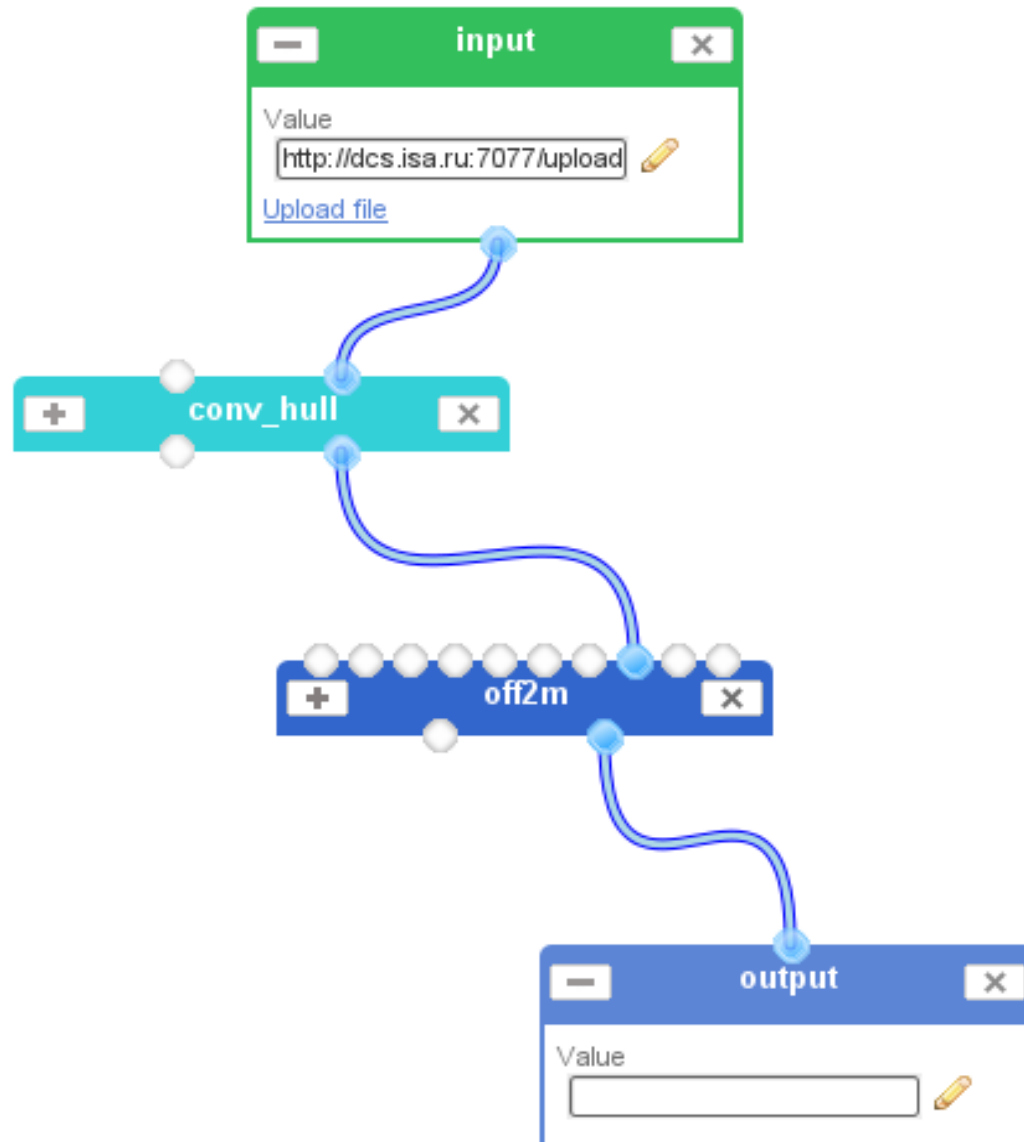 input
Value
http://dcs.isa.ru:7077/upload
Upload file
conv_hull
off2m
output
Value